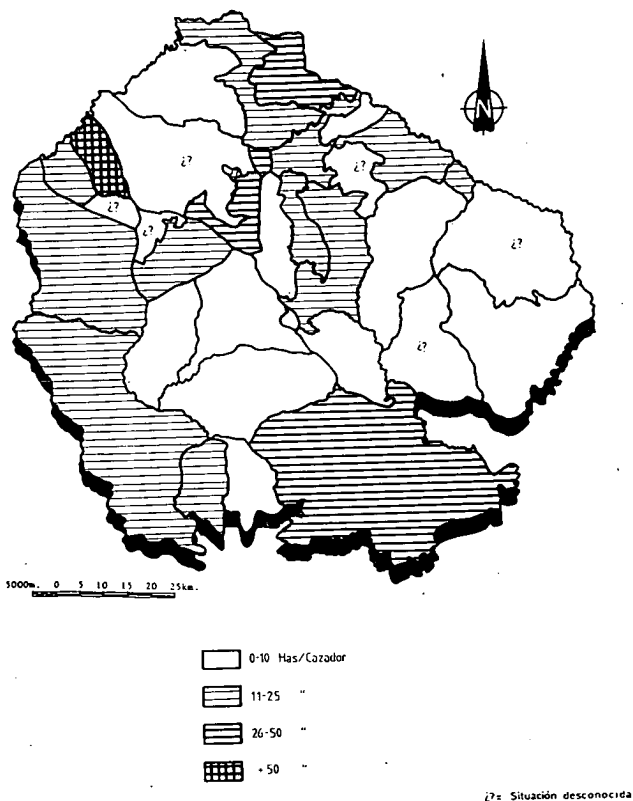 N
¿?
¿?
¿?
¿?
¿?
¿?
5000m. 0 5 10 15 20 25km.
0-10 Has/Cazador
11-25 "
26-50 "
+50 "
¿?= Situación desconocida